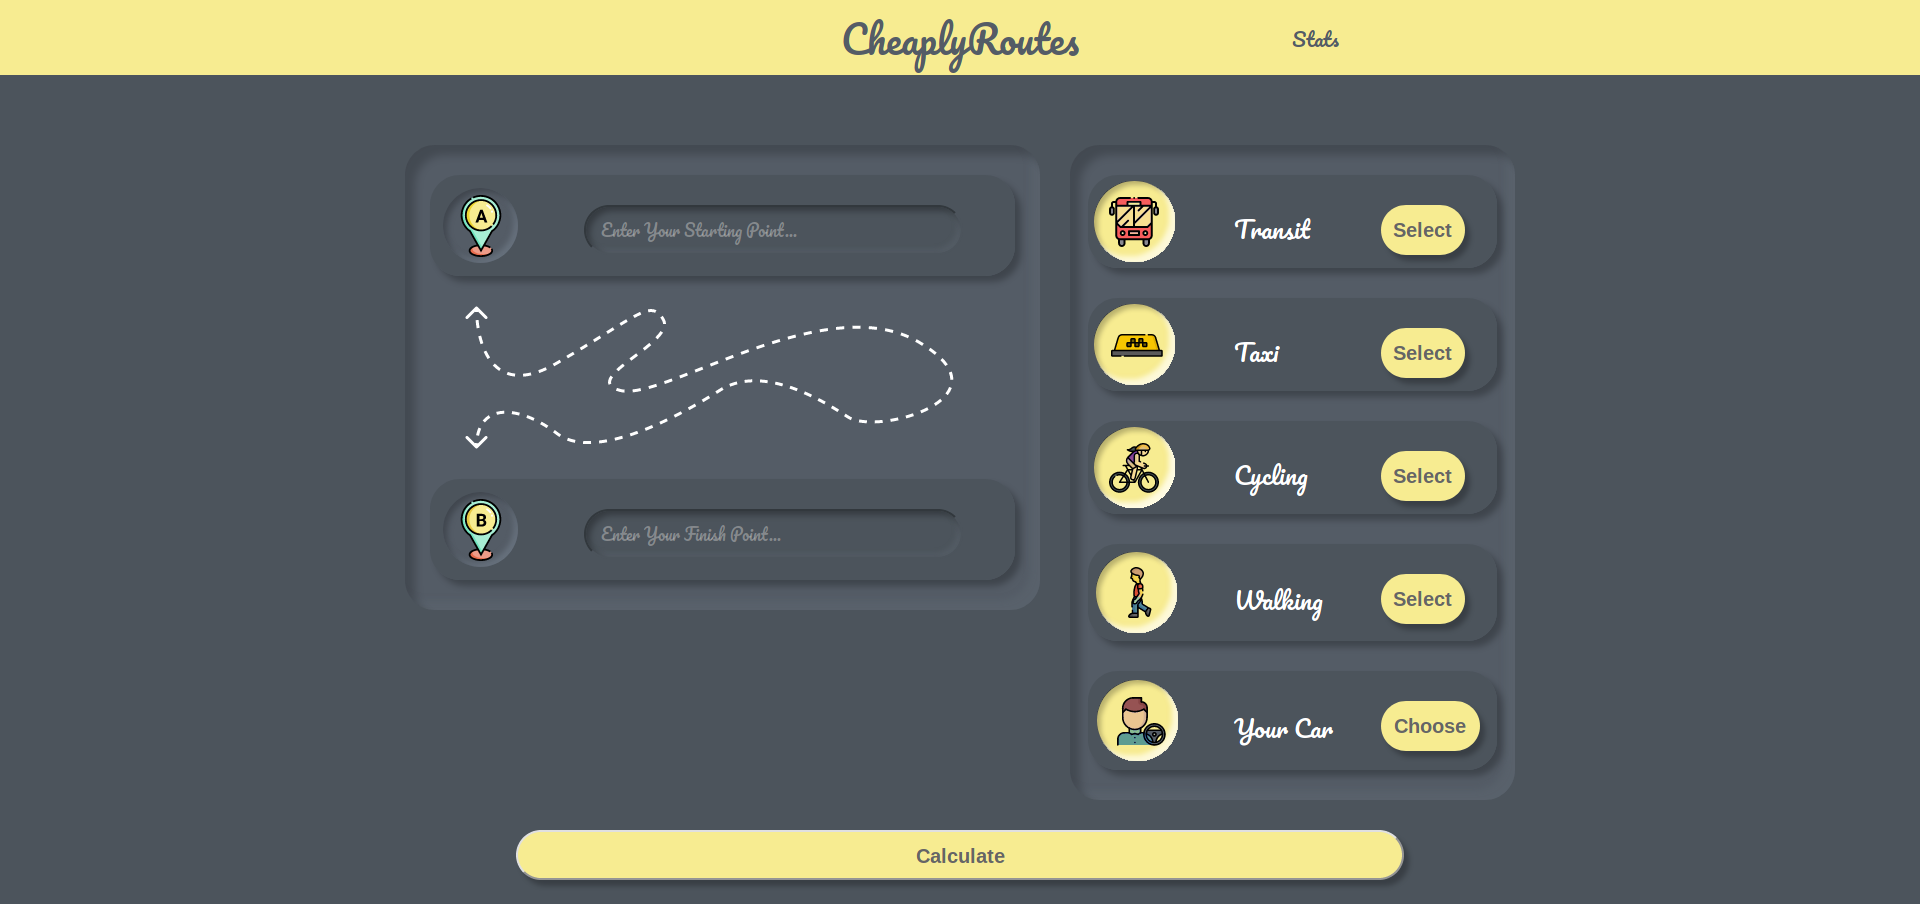 CheaplyRoutes
Stats
A
Enter Your Starting Point...
B
Enter Your Finish Point...
Transit
Select
Taxi
Select
Cycling
Select
Walking
Select
Your Car
Choose
Calculate